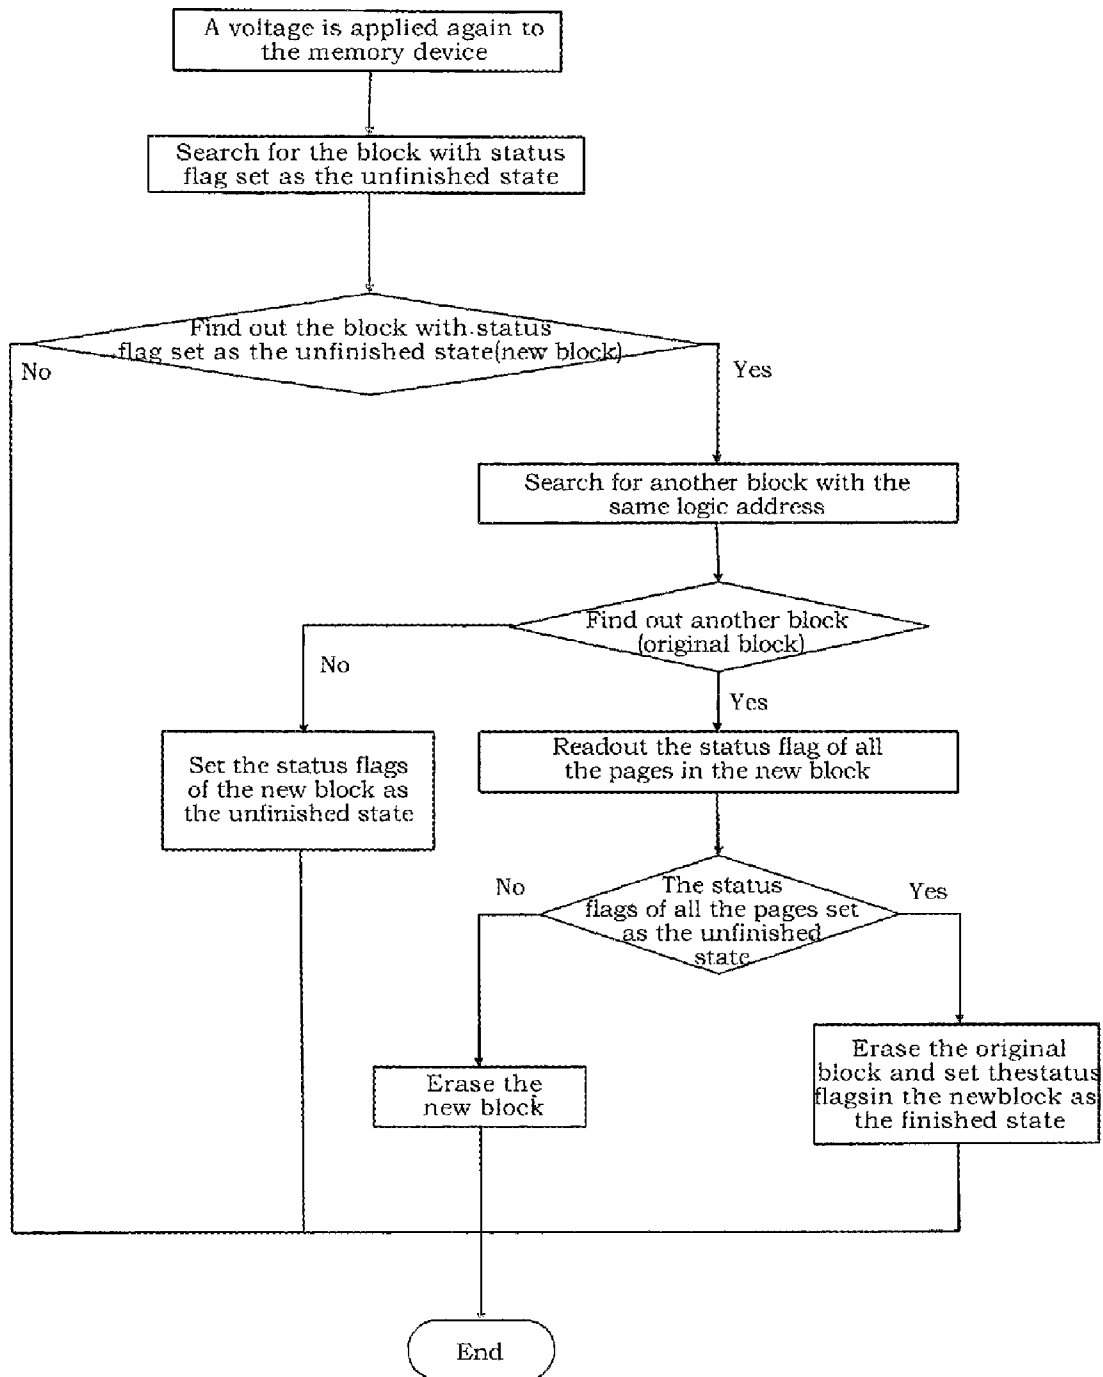 A voltage is applied again to
the memory device
Search for the block with status
flag set as the unfinished state
Find out the block with status
flag set as the unfinished state(new block)
No
Yes
Search for another block with the
same logic address
Find out another block
(original block)
No
Yes
Set the status flags
of the new block as
the unfinished state
Readout the status flag of all
the pages in the new block
No
The status
flags of all the pages set
as the unfinished
state
Yes
Erase the
new block
Erase the original
block and set thestatus
flagsin the newblock as
the finished state
End